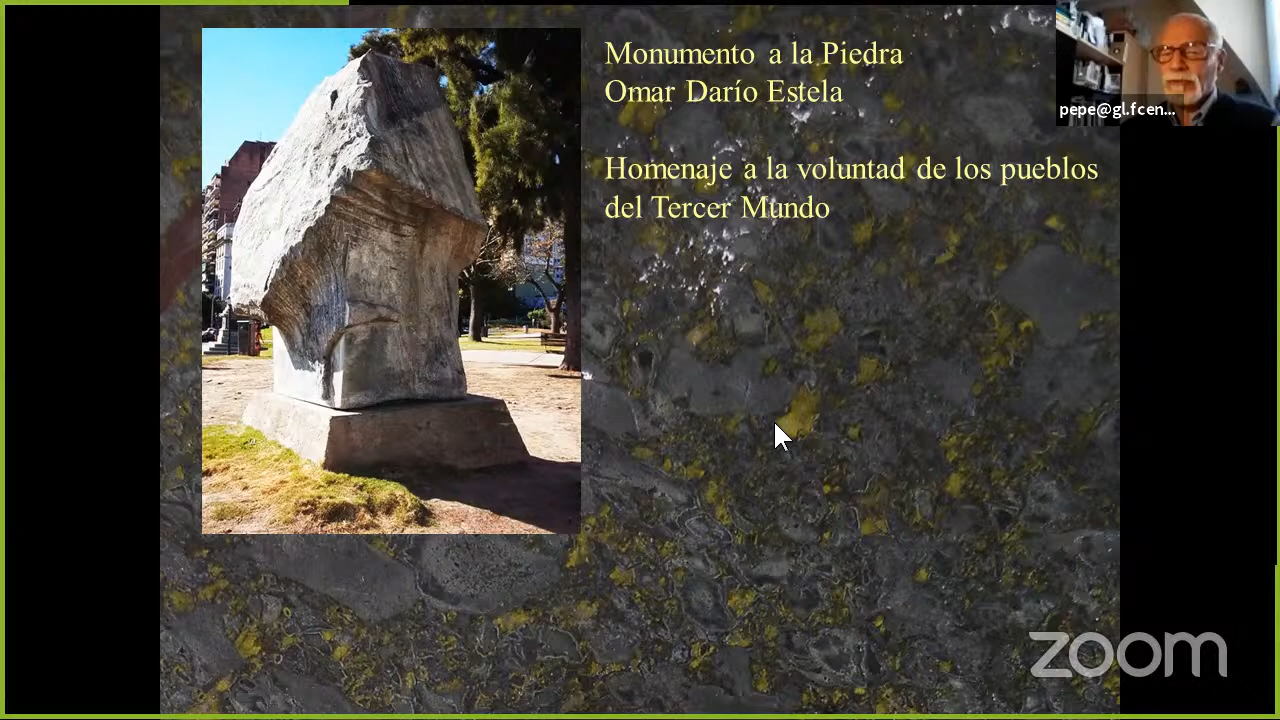 Monumento a la Piedra
Omar Darío Estela
Homenaje a la voluntad de los pueblos
del Tercer Mundo
pepe@gl.fcen...
zoom